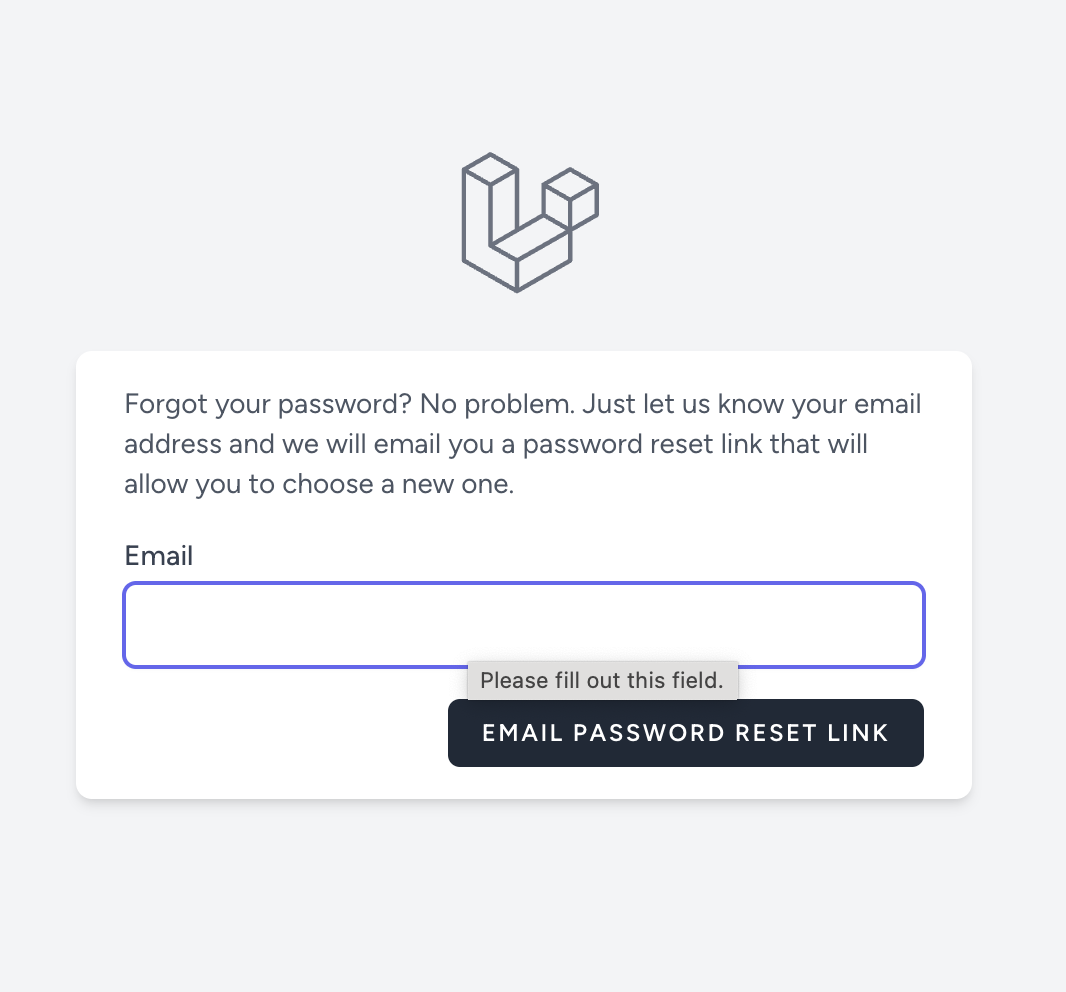 Forgot your password? No problem. Just let us know your email
address and we will email you a password reset link that will
allow you to choose a new one.
Email
Please fill out this field.
EMAIL PASSWORD RESET LINK